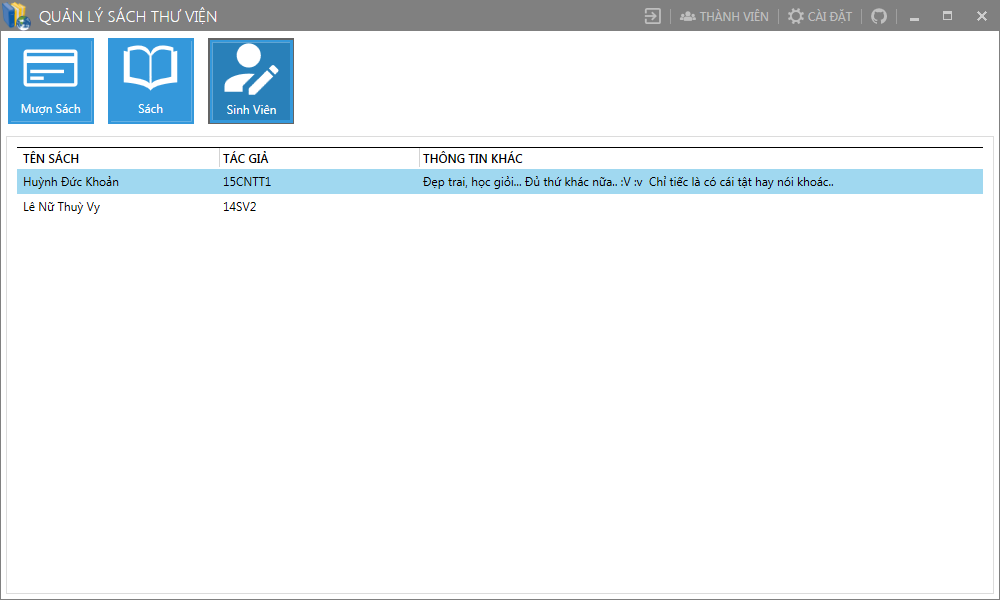 QUẢN LÝ SÁCH THƯ VIỆN THÀNH VIÊN CÀI ĐẶT
Mượn Sách Sách Sinh Viên
TÊN SÁCH TÁC GIẢ THÔNG TIN KHÁC
Huỳnh Đức Khoản 15CNTT1 Đẹp trai, học giỏi... Đủ thứ khác nữa.. :V :v Chỉ tiếc là có cái tật hay nói khoác..
Lê Nữ Thuỳ Vy 14SV2